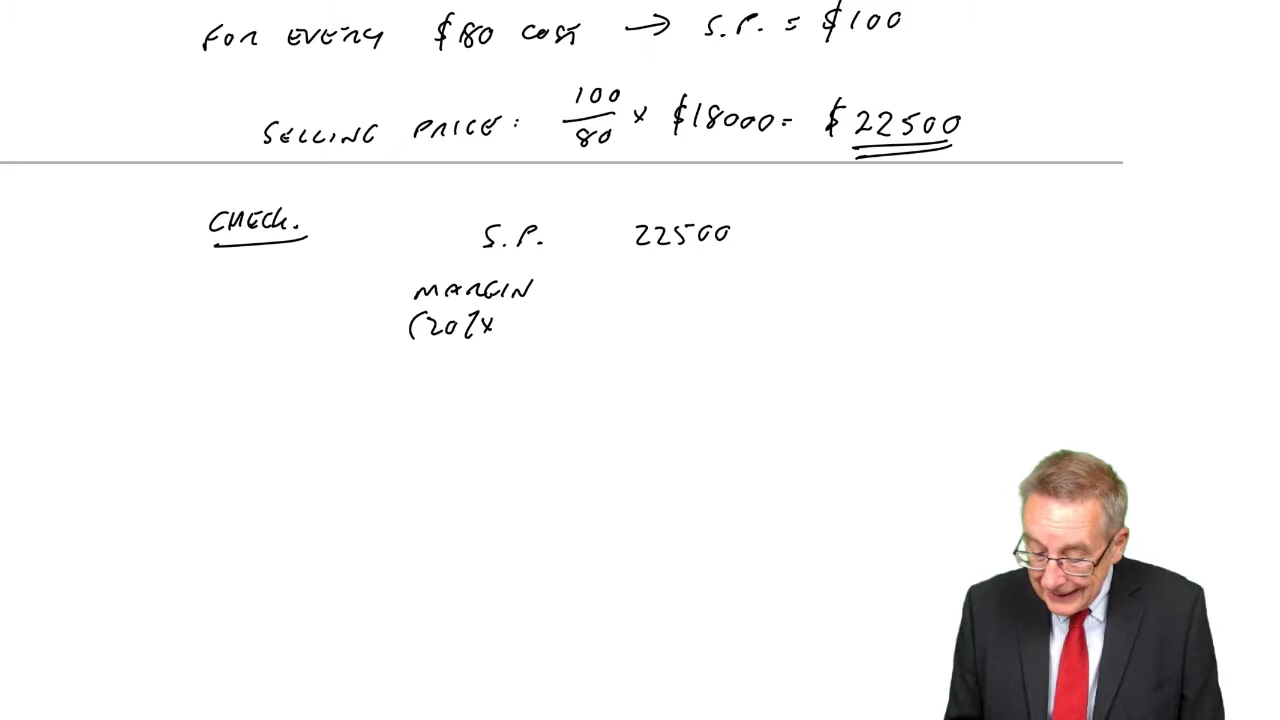 FOR EVERY $80 COST → S.P. = $100
SELLING PRICE: 100/80 × $18000 = $22500
CHECK.
S.P. 22500
MARGIN
(20% ×